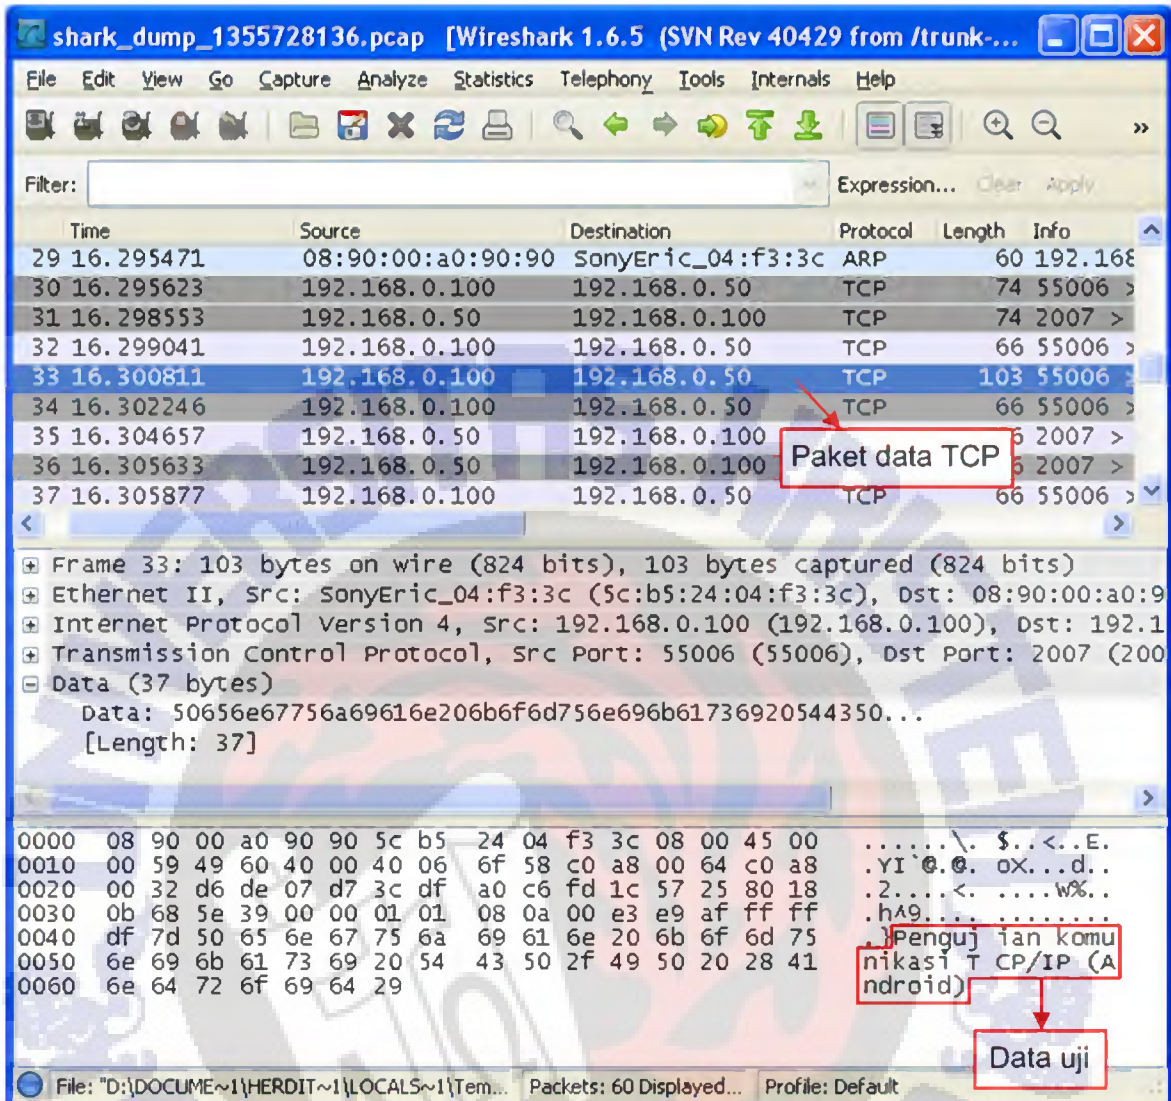 shark_dump_1355728136.pcap [Wireshark 1.6.5 (SVN Rev 40429 from /trunk-...
File Edit View Go Capture Analyze Statistics Telephony Tools Internals Help
Filter: Expression... Clear Apply
Time Source Destination Protocol Length Info
29 16.295471 08:90:00:a0:90:90 SonyEric_04:f3:3c ARP 60 192.168
30 16.295623 192.168.0.100 192.168.0.50 TCP 74 55006 >
31 16.298553 192.168.0.50 192.168.0.100 TCP 74 2007 >
32 16.299041 192.168.0.100 192.168.0.50 TCP 66 55006 >
33 16.300811 192.168.0.100 192.168.0.50 TCP 103 55006 >
34 16.302246 192.168.0.100 192.168.0.50 TCP 66 55006 >
35 16.304657 192.168.0.50 192.168.0.100 6 2007 >
36 16.305633 192.168.0.50 192.168.0.100 6 2007 >
37 16.305877 192.168.0.100 192.168.0.50 TCP 66 55006 >
Paket data TCP
Frame 33: 103 bytes on wire (824 bits), 103 bytes captured (824 bits)
Ethernet II, Src: SonyEric_04:f3:3c (5c:b5:24:04:f3:3c), Dst: 08:90:00:a0:9
Internet Protocol Version 4, Src: 192.168.0.100 (192.168.0.100), Dst: 192.1
Transmission Control Protocol, Src Port: 55006 (55006), Dst Port: 2007 (200
Data (37 bytes)
Data: 50656e67756a69616e206b6f6d756e696b61736920544350...
[Length: 37]
0000 08 90 00 a0 90 90 5c b5 24 04 f3 3c 08 00 45 00 ......\. $..<..E.
0010 00 59 49 60 40 00 40 06 6f 58 c0 a8 00 64 c0 a8 .YI`@.@. oX...d..
0020 00 32 d6 de 07 d7 3c df a0 c6 fd 1c 57 25 80 18 .2....<. ....W%..
0030 0b 68 5e 39 00 00 01 01 08 0a 00 e3 e9 af ff ff .h^9.... ........
0040 df 7d 50 65 6e 67 75 6a 69 61 6e 20 6b 6f 6d 75 .}Penguj ian komu
0050 6e 69 6b 61 73 69 20 54 43 50 2f 49 50 20 28 41 nikasi T CP/IP (A
0060 6e 64 72 6f 69 64 29 ndroid)
Data uji
File: "D:\DOCUME~1\HERDIT~1\LOCALS~1\Tem... Packets: 60 Displayed... Profile: Default
UNIVERSITAS KRISTEN